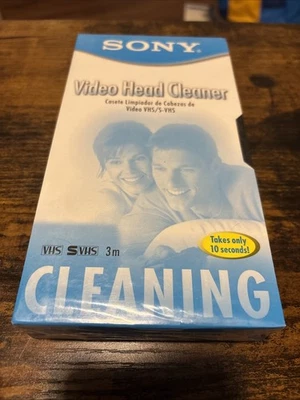 SONY
Video Head Cleaner
Casete Limpiador de Cabezas de
Video VHS/S-VHS
Takes only
10 seconds!
VHS SVHS 3m
CLEANING